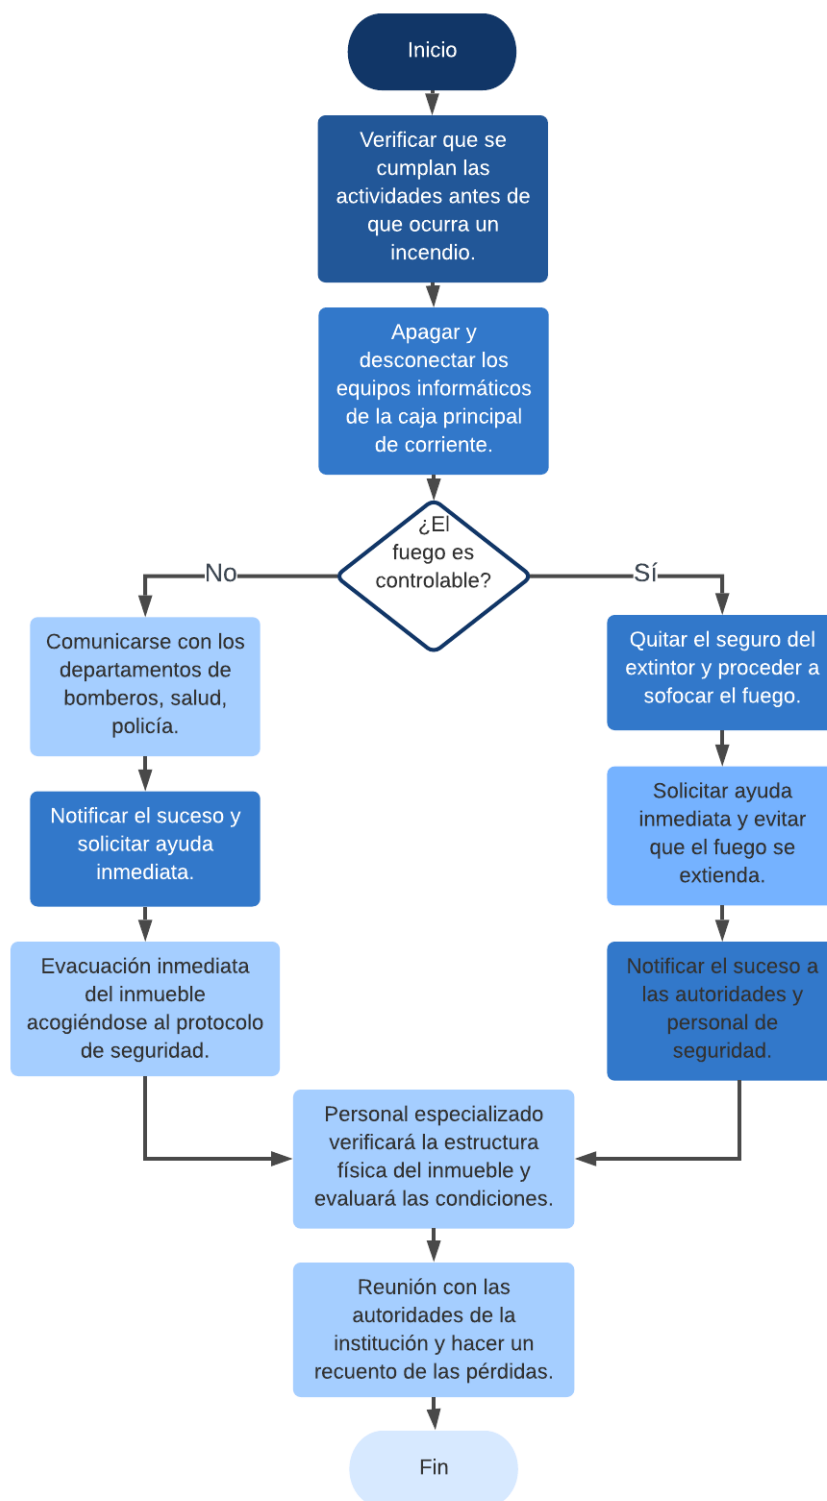 Inicio
Verificar que se
cumplan las
actividades antes de
que ocurra un
incendio.
Apagar y
desconectar los
equipos informáticos
de la caja principal
de corriente.
¿El
fuego es
controlable?
No
Sí
Comunicarse con los
departamentos de
bomberos, salud,
policía.
Notificar el suceso y
solicitar ayuda
inmediata.
Evacuación inmediata
del inmueble
acogiéndose al protocolo
de seguridad.
Quitar el seguro del
extintor y proceder a
sofocar el fuego.
Solicitar ayuda
inmediata y evitar
que el fuego se
extienda.
Notificar el suceso a
las autoridades y
personal de
seguridad.
Personal especializado
verificará la estructura
física del inmueble y
evaluará las condiciones.
Reunión con las
autoridades de la
institución y hacer un
recuento de las pérdidas.
Fin